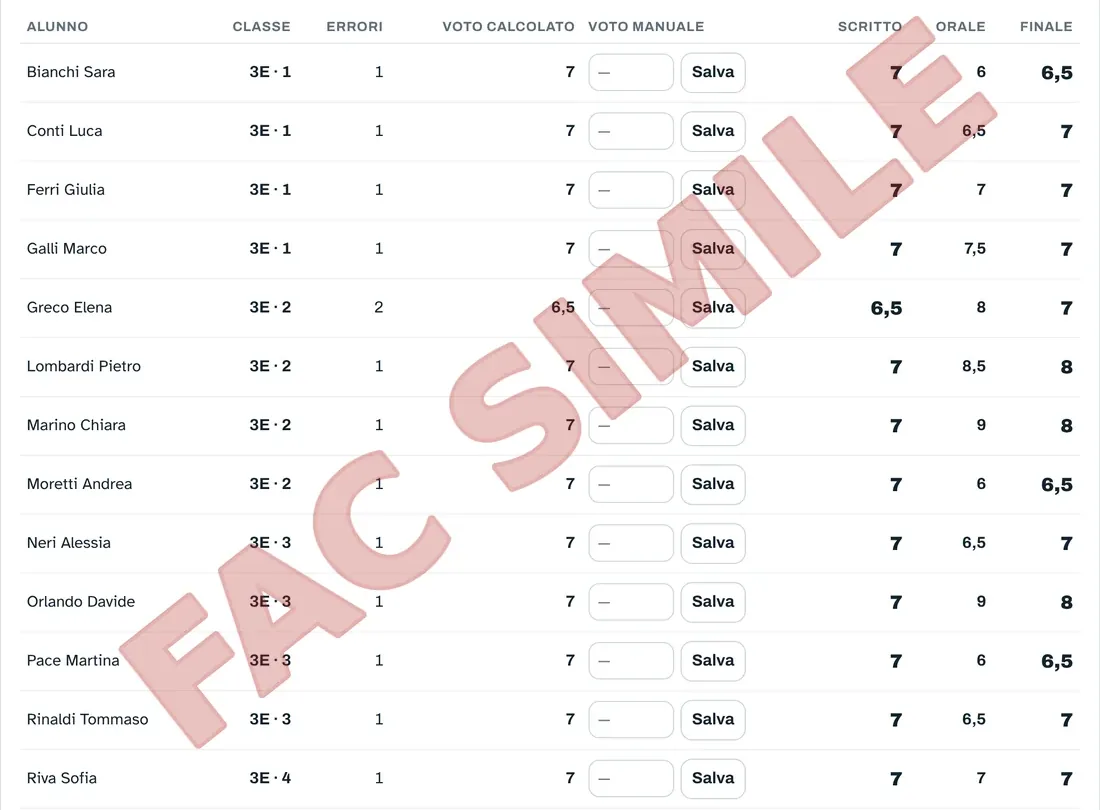 ALUNNO CLASSE ERRORI VOTO CALCOLATO VOTO MANUALE SCRITTO ORALE FINALE
Bianchi Sara 3E · 1 1 7 — Salva 7 6 6,5
Conti Luca 3E · 1 1 7 — Salva 7 6,5 7
Ferri Giulia 3E · 1 1 7 — Salva 7 7 7
Galli Marco 3E · 1 1 7 — Salva 7 7,5 7
Greco Elena 3E · 2 2 6,5 — Salva 6,5 8 7
Lombardi Pietro 3E · 2 1 7 — Salva 7 8,5 8
Marino Chiara 3E · 2 1 7 — Salva 7 9 8
Moretti Andrea 3E · 2 1 7 — Salva 7 6 6,5
Neri Alessia 3E · 3 1 7 — Salva 7 6,5 7
Orlando Davide 3E · 3 1 7 — Salva 7 9 8
Pace Martina 3E · 3 1 7 — Salva 7 6 6,5
Rinaldi Tommaso 3E · 3 1 7 — Salva 7 6,5 7
Riva Sofia 3E · 4 1 7 — Salva 7 7 7
FAC SIMILE